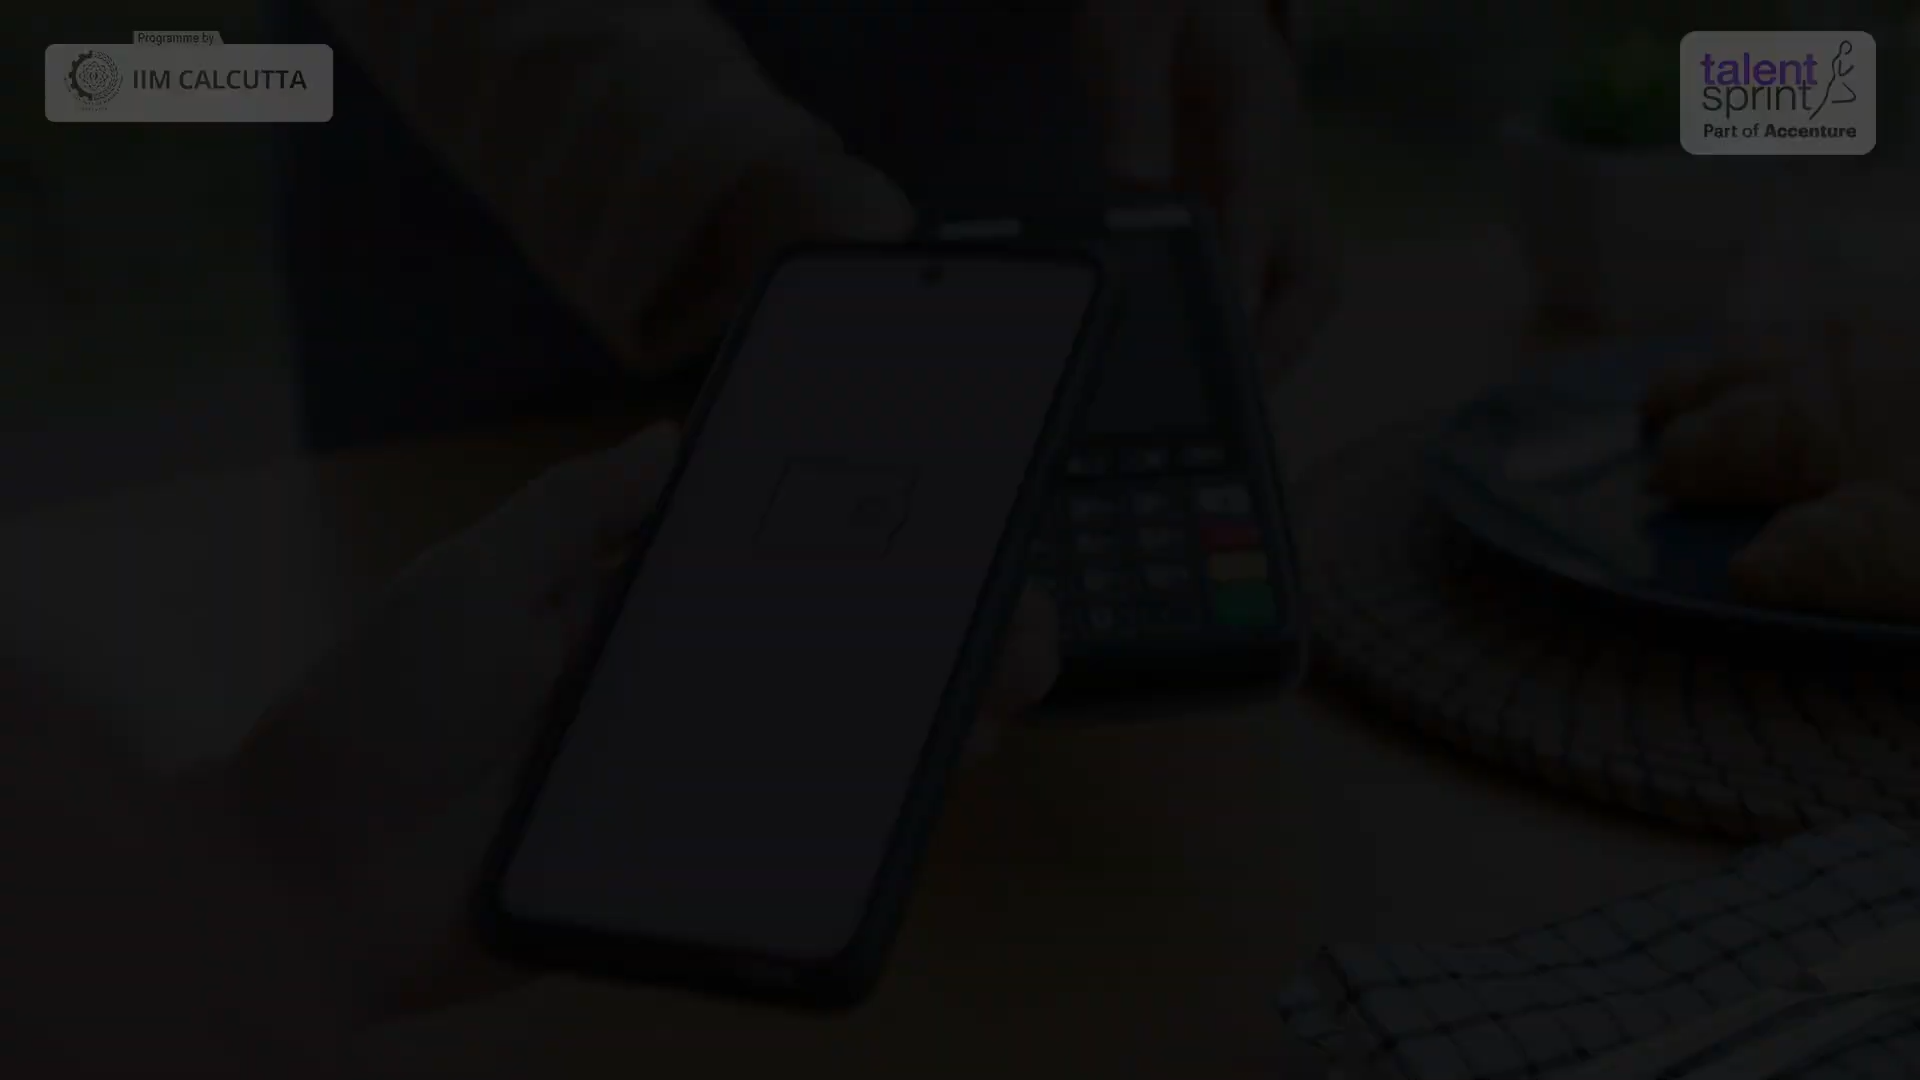 Programme by
IIM CALCUTTA
talent
sprint
Part of Accenture